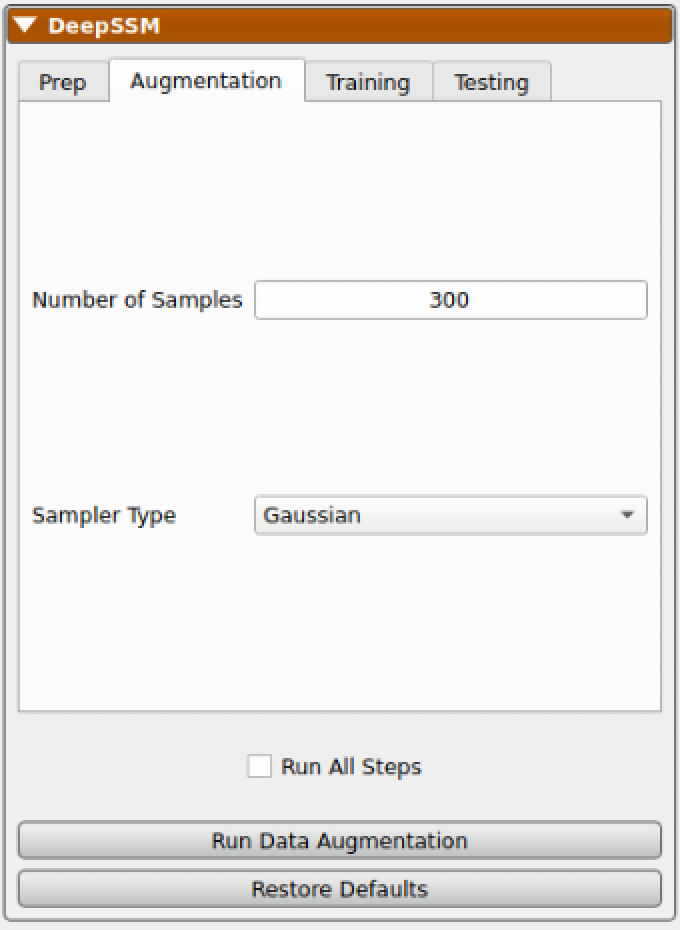 DeepSSM
Prep Augmentation Training Testing
Number of Samples 300
Sampler Type Gaussian
Run All Steps
Run Data Augmentation
Restore Defaults